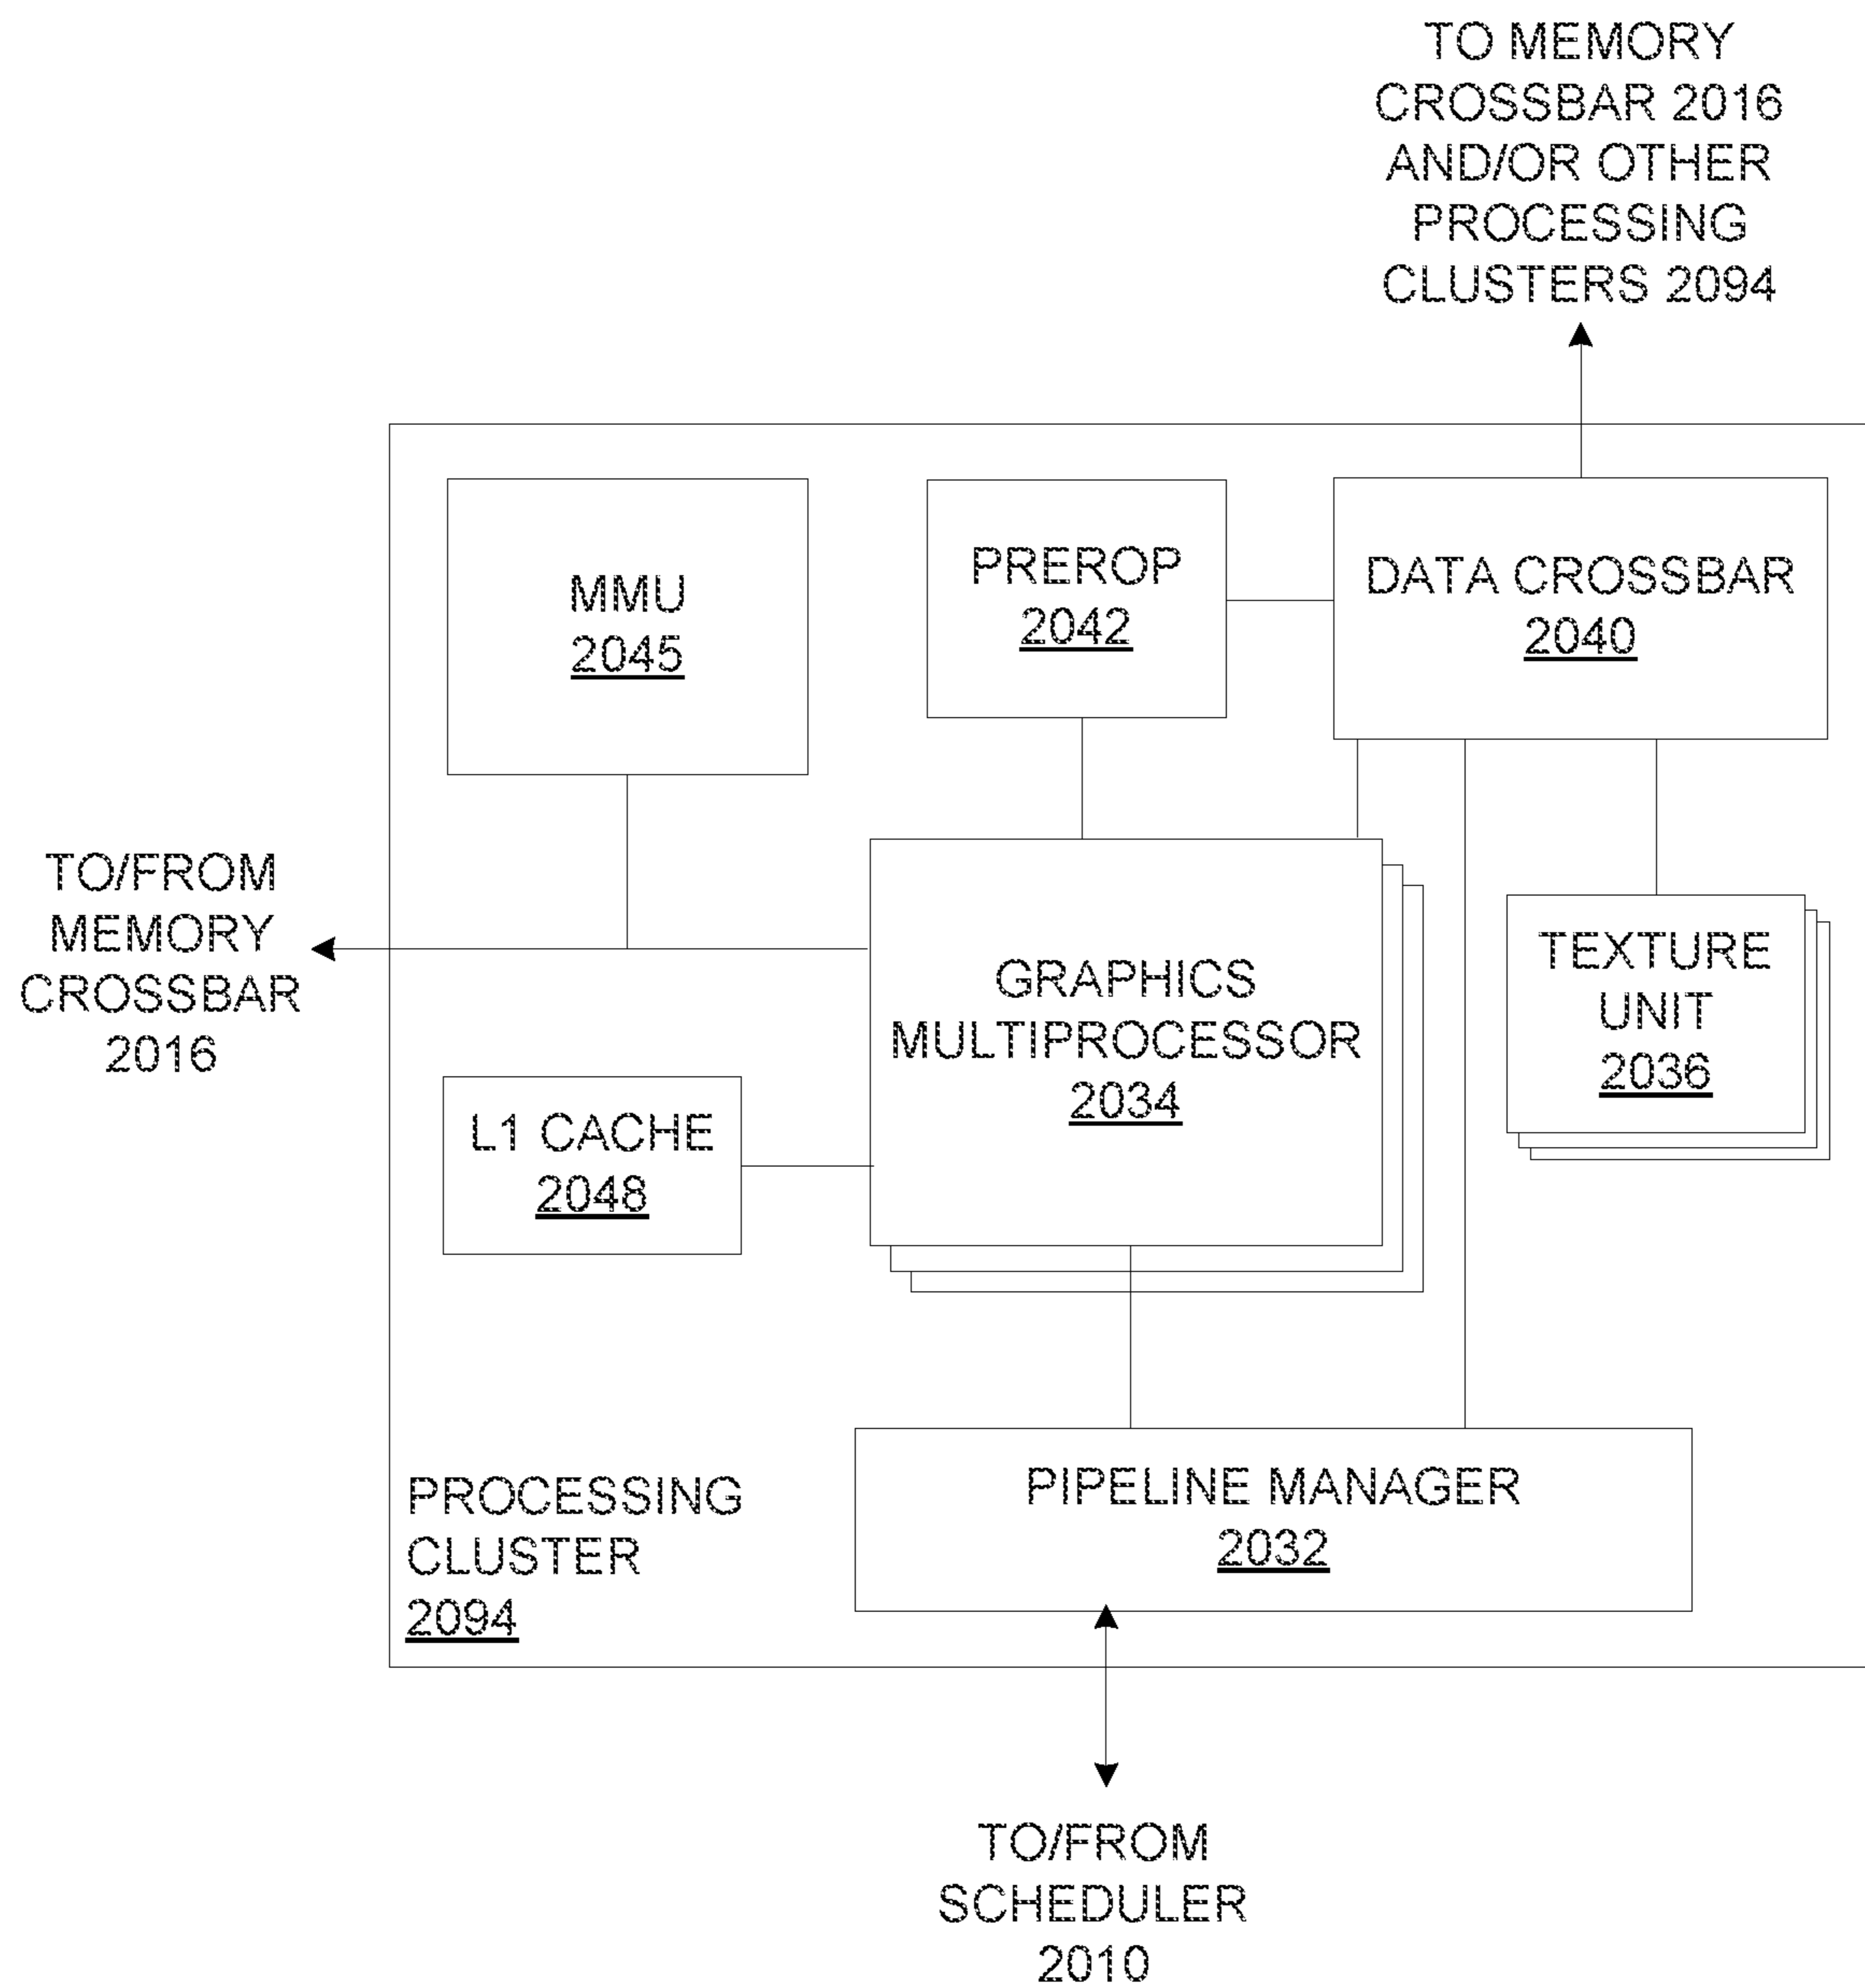 TO MEMORY
CROSSBAR 2016
AND/OR OTHER
PROCESSING
CLUSTERS 2094
MMU
2045
PREROP
2042
DATA CROSSBAR
2040
TO/FROM
MEMORY
CROSSBAR
2016
GRAPHICS
MULTIPROCESSOR
2034
TEXTURE
UNIT
2036
L1 CACHE
2048
PROCESSING
CLUSTER
2094
PIPELINE MANAGER
2032
TO/FROM
SCHEDULER
2010